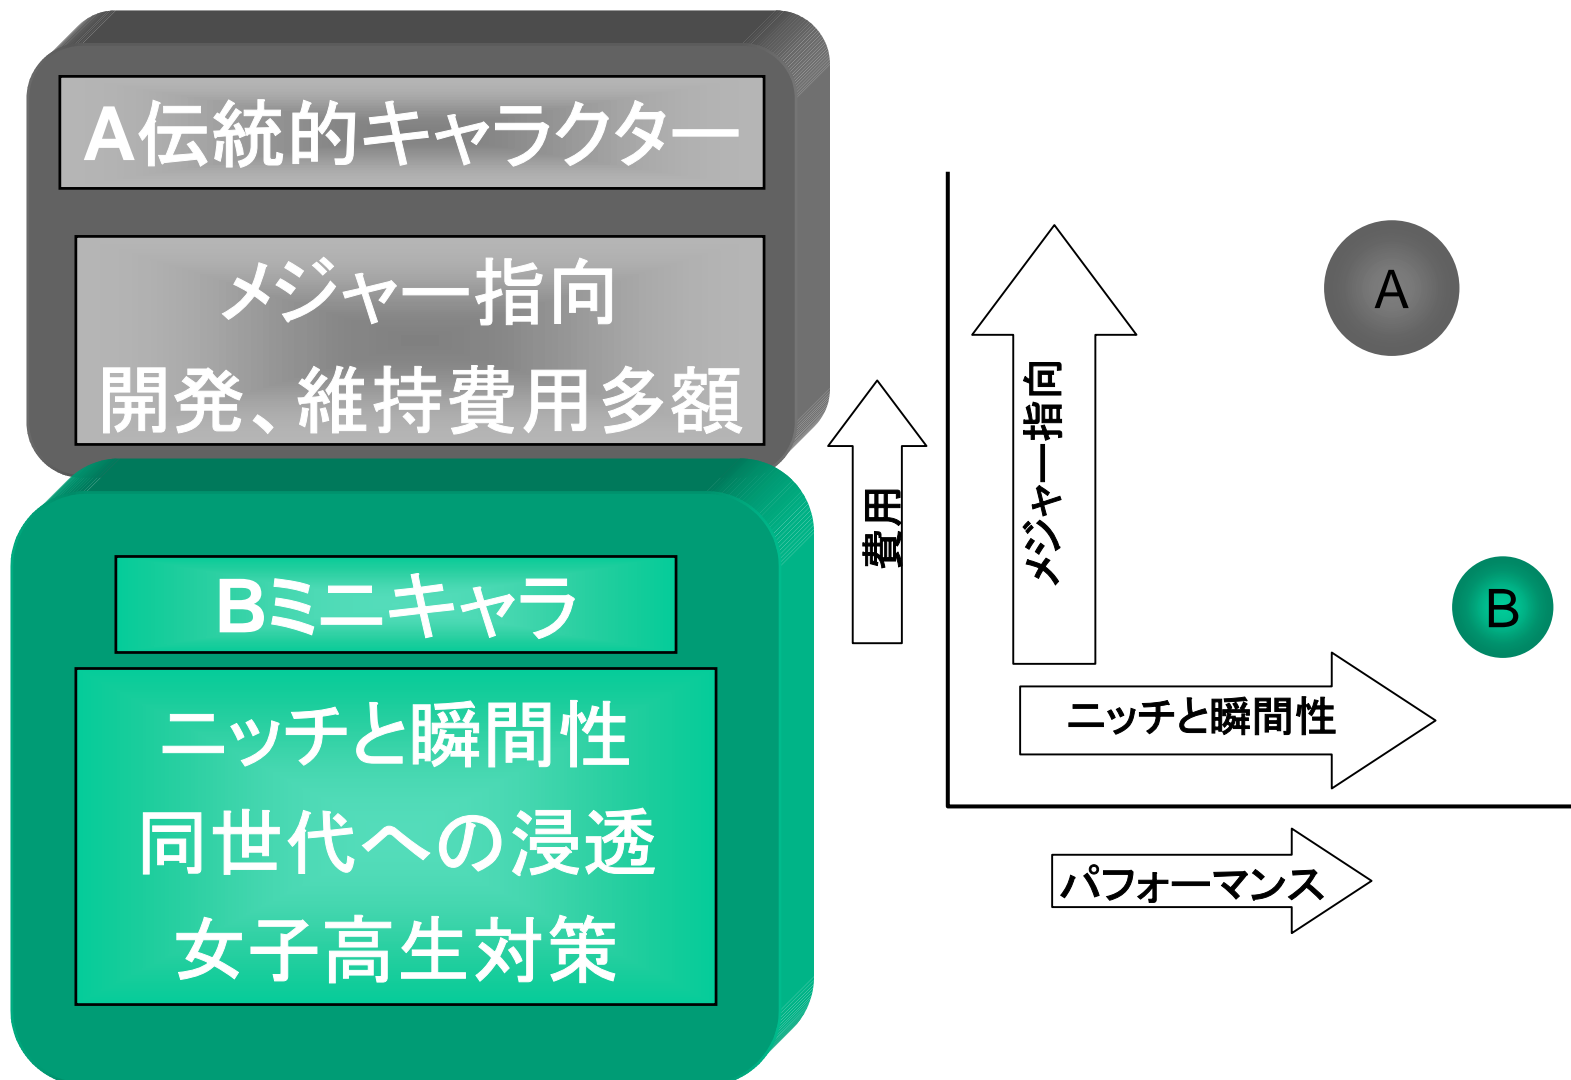 A伝統的キャラクター
メジャー指向
開発、維持費用多額
Bミニキャラ
ニッチと瞬間性
同世代への浸透
女子高生対策
費用
メジャー指向
A
B
ニッチと瞬間性
パフォーマンス